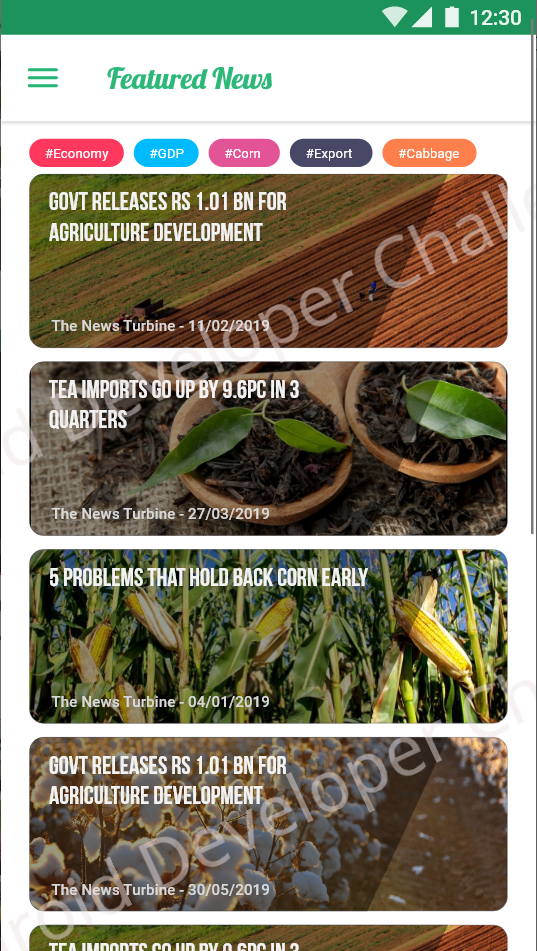 12:30
Featured News
#Economy #GDP #Corn #Export #Cabbage
GOVT RELEASES RS 1.01 BN FOR
AGRICULTURE DEVELOPMENT
The News Turbine - 11/02/2019
TEA IMPORTS GO UP BY 9.6PC IN 3
QUARTERS
The News Turbine - 27/03/2019
5 PROBLEMS THAT HOLD BACK CORN EARLY
The News Turbine - 04/01/2019
GOVT RELEASES RS 1.01 BN FOR
AGRICULTURE DEVELOPMENT
The News Turbine - 30/05/2019
TEA IMPORTS GO UP BY 9.6PC IN 3
d Developer Challe
roid Developer Ch